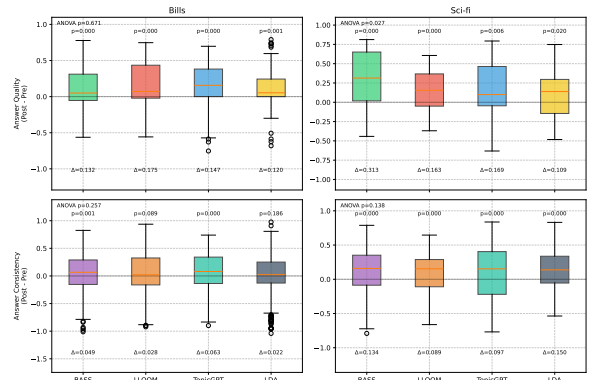 Bills
Sci-fi
Answer Quality
(Post - Pre)
ANOVA p=0.671
p=0.000
p=0.000
p=0.000
p=0.001
1.0
0.5
0.0
−0.5
−1.0
Δ=0.132
Δ=0.175
Δ=0.147
Δ=0.120
ANOVA p=0.027
p=0.000
p=0.000
p=0.006
p=0.020
1.00
0.75
0.50
0.25
0.00
−0.25
−0.50
−0.75
−1.00
Δ=0.313
Δ=0.163
Δ=0.169
Δ=0.109
Answer Consistency
(Post - Pre)
ANOVA p=0.257
p=0.001
p=0.089
p=0.000
p=0.186
1.0
0.5
0.0
−0.5
−1.0
−1.5
Δ=0.049
Δ=0.028
Δ=0.063
Δ=0.022
ANOVA p=0.138
p=0.000
p=0.000
p=0.000
p=0.000
1.0
0.5
0.0
−0.5
−1.0
Δ=0.134
Δ=0.089
Δ=0.097
Δ=0.150